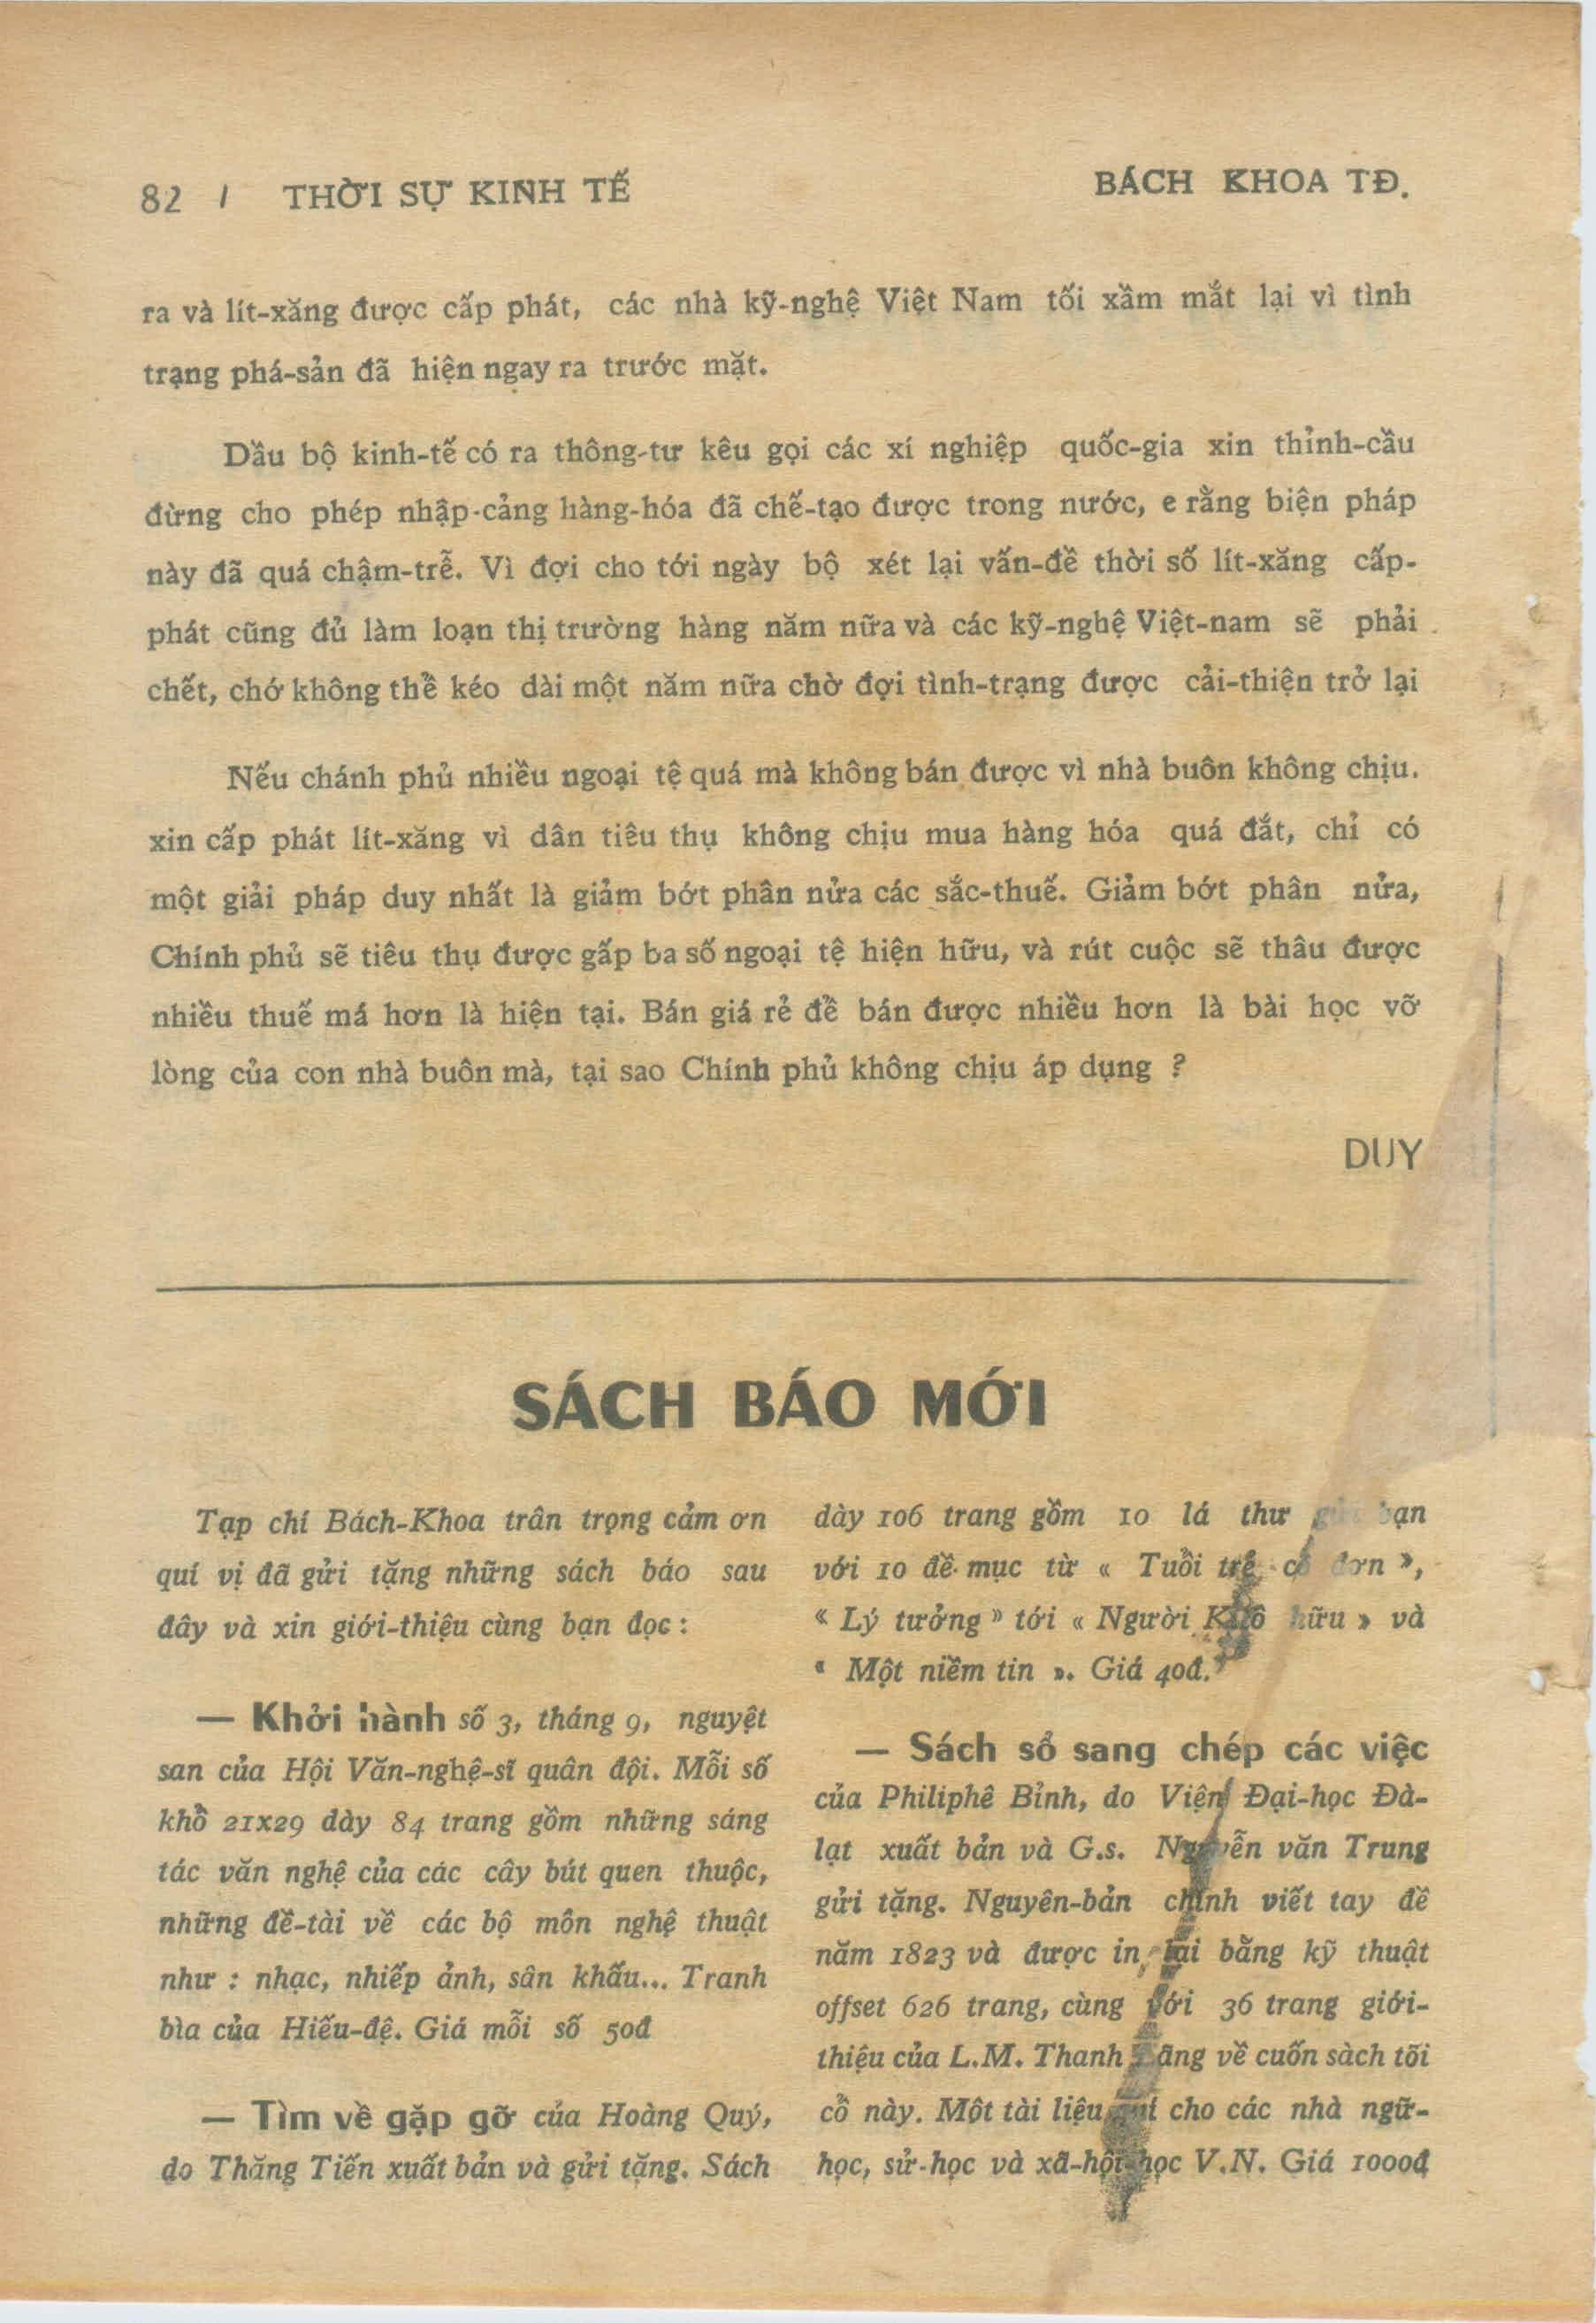 82 / THỜI SỰ KINH TẾ
BÁCH KHOA TĐ.
ra và lít-xăng được cấp phát, các nhà kỹ-nghệ Việt Nam tối xầm mắt lại vì tình
trạng phá-sản đã hiện ngay ra trước mặt.
Dầu bộ kinh-tế có ra thông-tư kêu gọi các xí nghiệp quốc-gia xin thỉnh-cầu
đừng cho phép nhập-cảng hàng-hóa đã chế-tạo được trong nước, e rằng biện pháp
này đã quá chậm-trễ. Vì đợi cho tới ngày bộ xét lại vấn-đề thời số lít-xăng cấp-
phát cũng đủ làm loạn thị trường hàng năm nữa và các kỹ-nghệ Việt-nam sẽ phải
chết, chớ không thể kéo dài một năm nữa chờ đợi tình-trạng được cải-thiện trở lại
Nếu chánh phủ nhiều ngoại tệ quá mà không bán được vì nhà buôn không chịu.
xin cấp phát lít-xăng vì dân tiêu thụ không chịu mua hàng hóa quá đắt, chỉ có
một giải pháp duy nhất là giảm bớt phân nửa các sắc-thuế. Giảm bớt phân nửa,
Chính phủ sẽ tiêu thụ được gấp ba số ngoại tệ hiện hữu, và rút cuộc sẽ thâu được
nhiều thuế má hơn là hiện tại. Bán giá rẻ để bán được nhiều hơn là bài học vỡ
lòng của con nhà buôn mà, tại sao Chính phủ không chịu áp dụng ?
DUY
SÁCH BÁO MỚI
Tạp chí Bách-Khoa trân trọng cảm ơn
quí vị đã gửi tặng những sách báo sau
đây và xin giới-thiệu cùng bạn đọc :
— Khởi hành số 3, tháng 9, nguyệt
san của Hội Văn-nghệ-sĩ quân đội. Mỗi số
khổ 21x29 dày 84 trang gồm những sáng
tác văn nghệ của các cây bút quen thuộc,
những đề-tài về các bộ môn nghệ thuật
như : nhạc, nhiếp ảnh, sân khấu... Tranh
bìa của Hiếu-đệ. Giá mỗi số 50đ
— Tìm về gặp gỡ của Hoàng Quý,
do Thăng Tiến xuất bản và gửi tặng. Sách
dày 106 trang gồm 10 lá thư gửi bạn
với 10 đề mục từ « Tuổi trẻ cô đơn »,
« Lý tưởng » tới « Người hữu » và
« Một niềm tin ». Giá 40đ.
— Sách sổ sang chép các việc
của Philiphê Bỉnh, do Viện Đại-học Đà-
lạt xuất bản và G.s. Nguyễn văn Trung
gửi tặng. Nguyên-bản chính viết tay đề
năm 1823 và được in lại bằng kỹ thuật
offset 626 trang, cùng với 36 trang giới-
thiệu của L.M. Thanh Lãng về cuốn sàch tối
cổ này. Một tài liệu quí cho các nhà ngữ-
học, sử-học và xã-hội-học V.N. Giá 1000đ